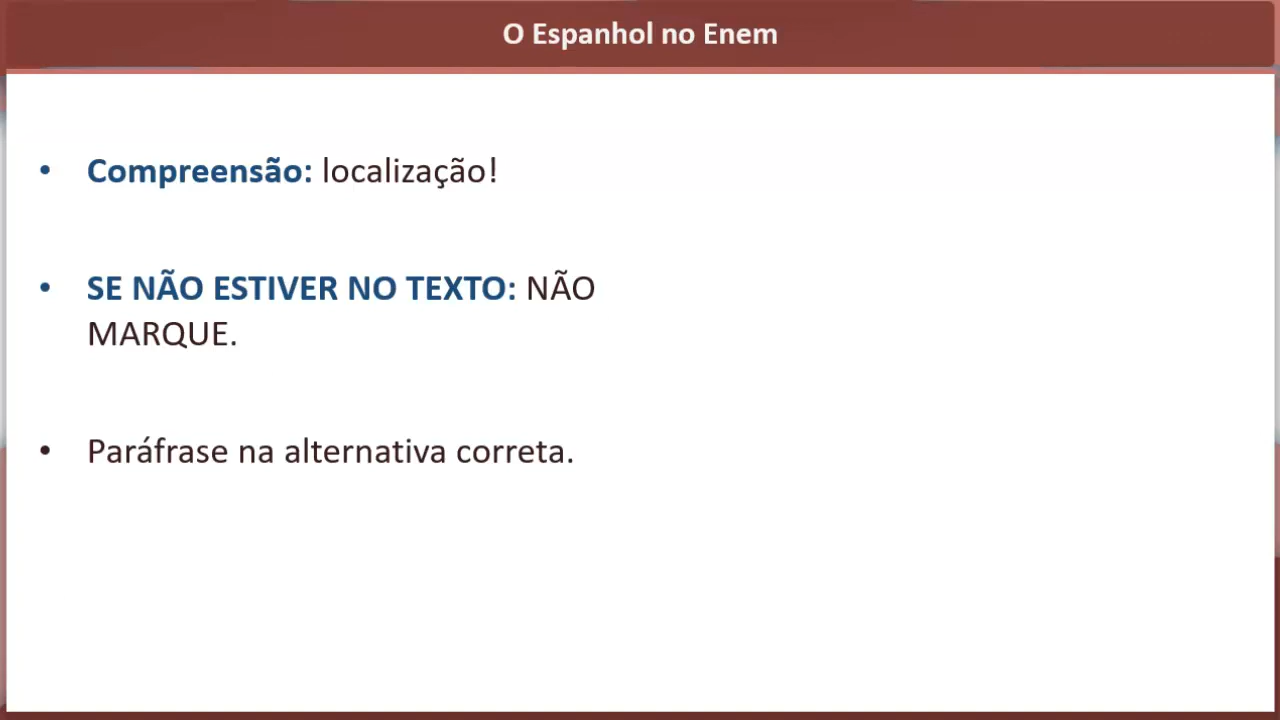 O Espanhol no Enem
• Compreensão: localização!
• SE NÃO ESTIVER NO TEXTO: NÃO
MARQUE.
• Paráfrase na alternativa correta.